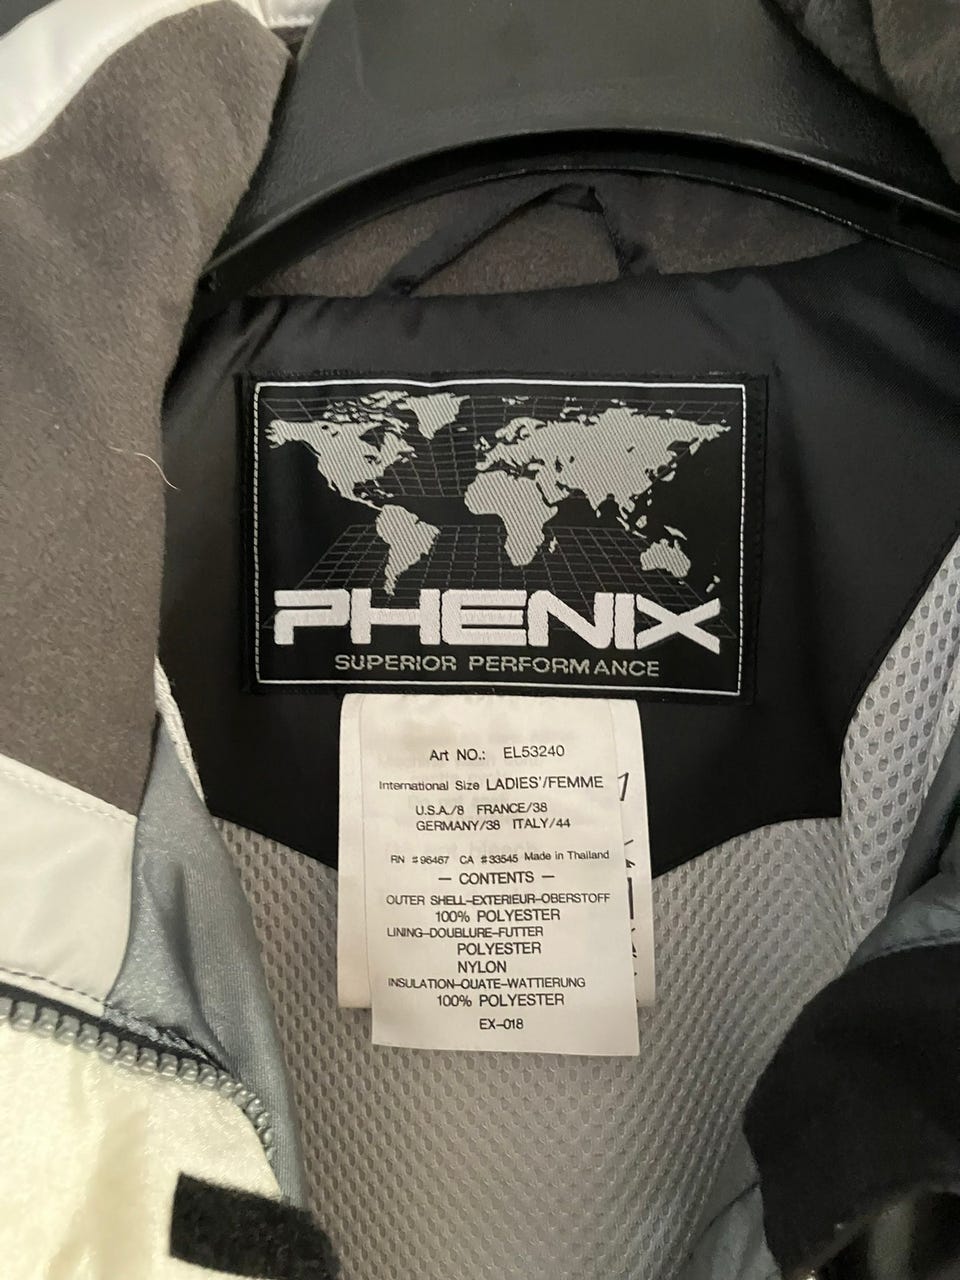 PHENIX
SUPERIOR PERFORMANCE
Art NO.: EL53240
International Size LADIES'/FEMME
U.S.A./8 FRANCE/38
GERMANY/38 ITALY/44
RN #96467 CA #33545 Made in Thailand
— CONTENTS —
OUTER SHELL-EXTERIEUR-OBERSTOFF
100% POLYESTER
LINING-DOUBLURE-FUTTER
POLYESTER
NYLON
INSULATION-OUATE-WATTIERUNG
100% POLYESTER
EX-018